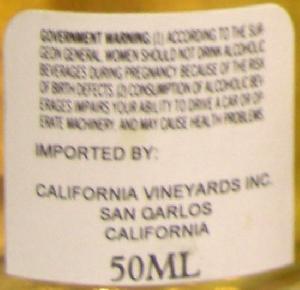 GOVERNMENT WARNING: (1) ACCORDING TO THE SUR-
GEON GENERAL, WOMEN SHOULD NOT DRINK ALCOHOLIC
BEVERAGES DURING PREGNANCY BECAUSE OF THE RISK
OF BIRTH DEFECTS. (2) CONSUMPTION OF ALCOHOLIC BEV-
ERAGES IMPAIRS YOUR ABILITY TO DRIVE A CAR OR OP-
ERATE MACHINERY, AND MAY CAUSE HEALTH PROBLEMS.
IMPORTED BY:
CALIFORNIA VINEYARDS INC.
SAN CARLOS
CALIFORNIA
50ML